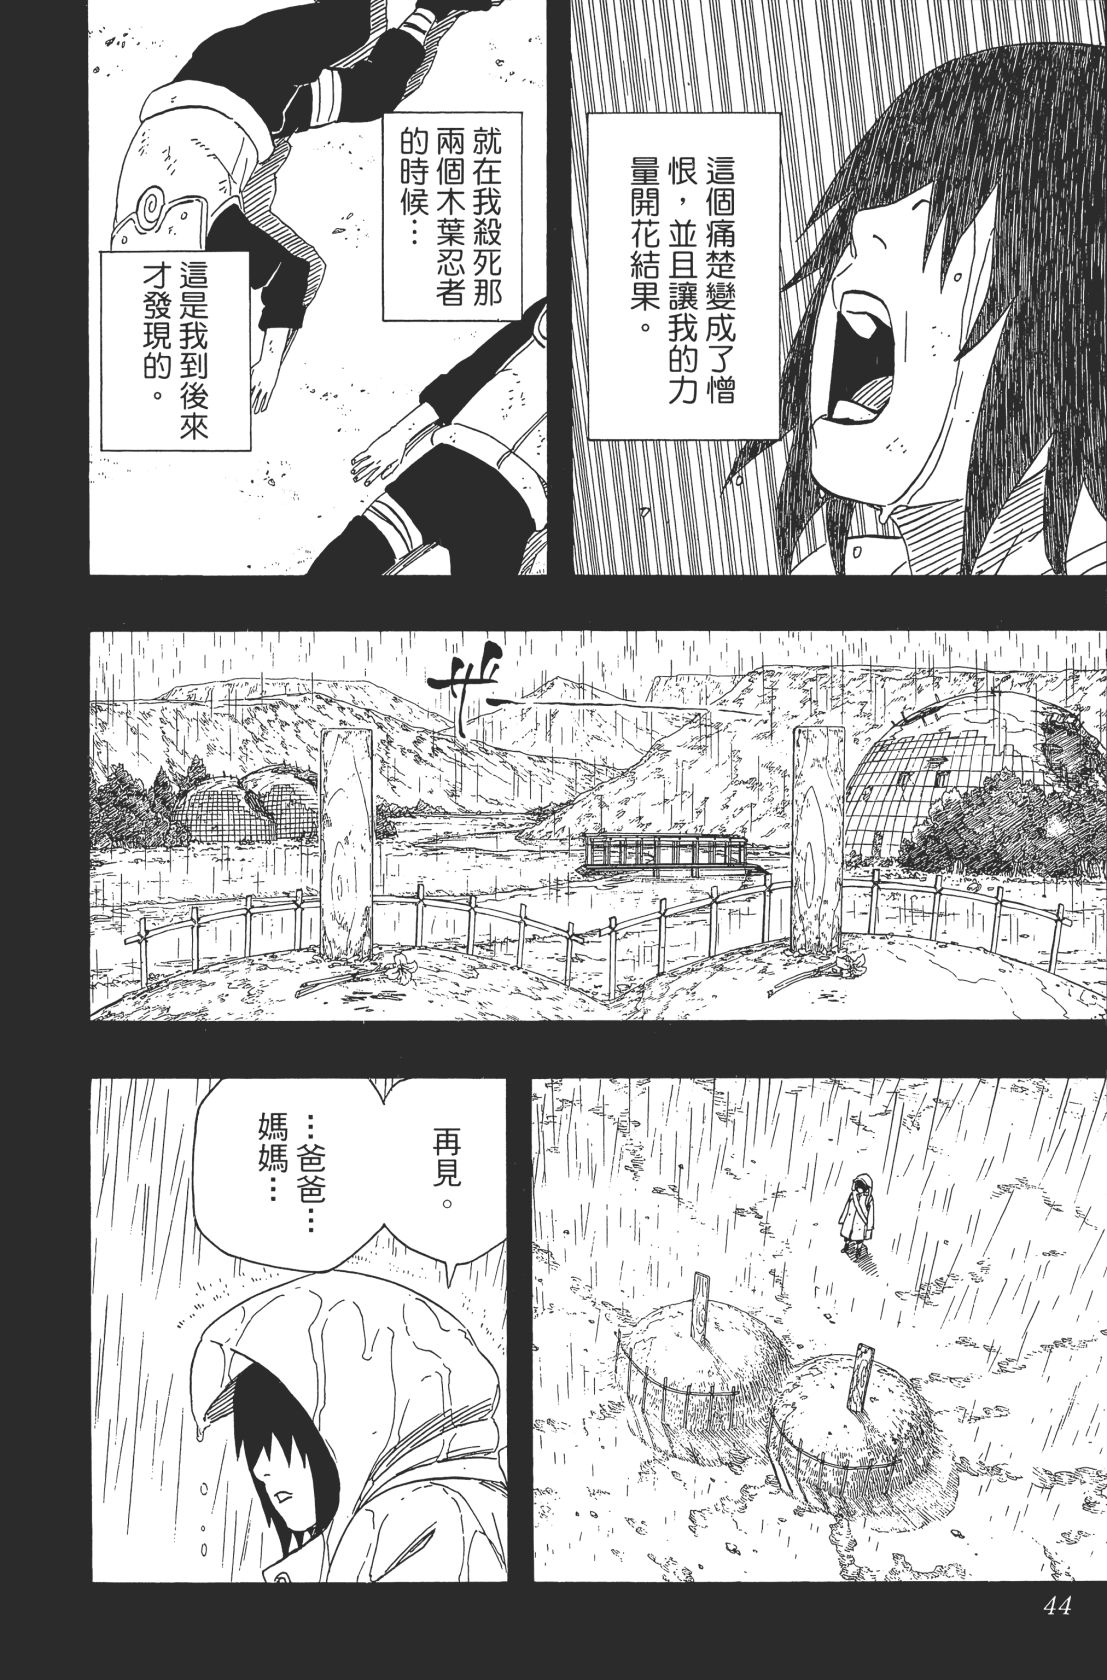 這個痛楚變成了憎
恨，並且讓我的力
量開花結果。
就在我殺死那
兩個木葉忍者
的時候…
這是我到後來
才發現的。
ザー
再見。
…爸爸…
媽媽…
44